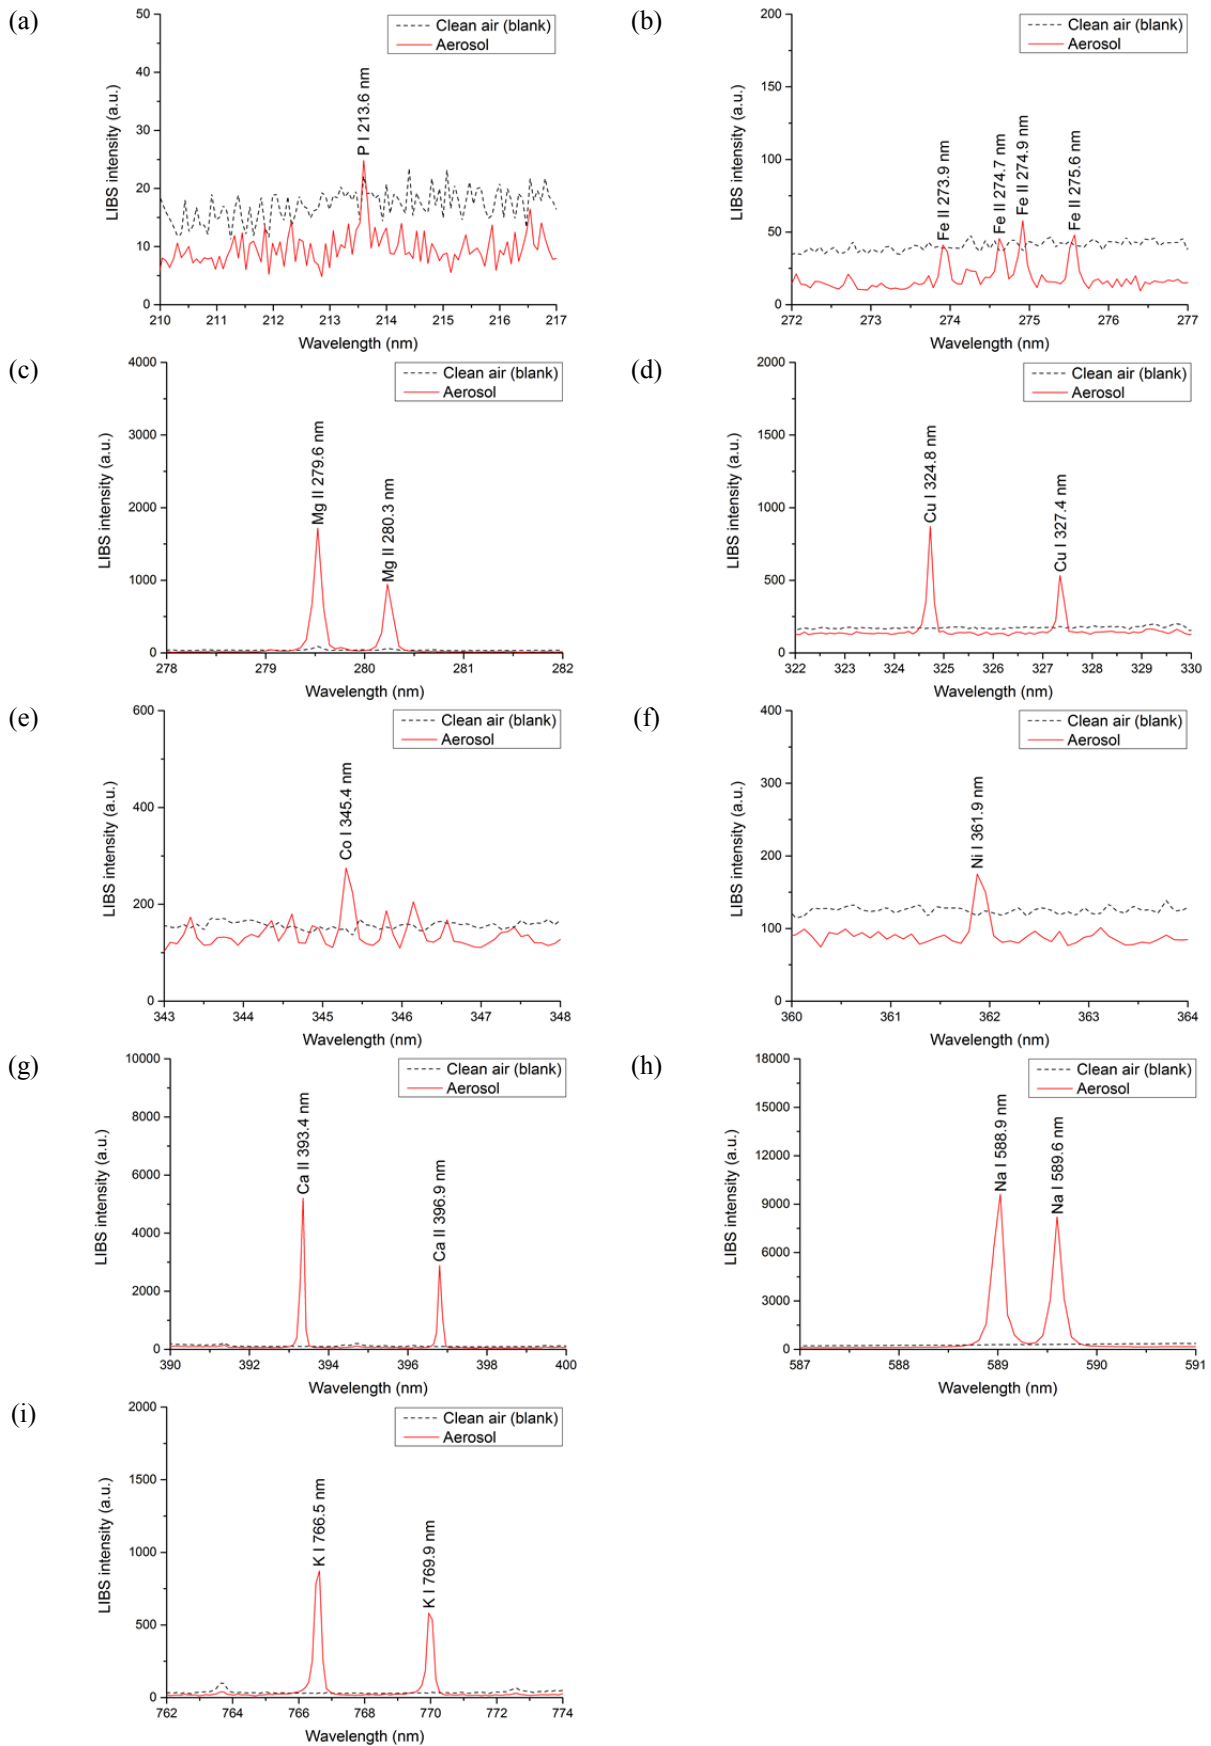 (a)
50
40
30
20
10
0
LIBS intensity (a.u.)
Clean air (blank)
Aerosol
P I 213.6 nm
210 211 212 213 214 215 216 217
Wavelength (nm)
(b)
200
150
100
50
0
LIBS intensity (a.u.)
Clean air (blank)
Aerosol
Fe II 273.9 nm
Fe II 274.7 nm
Fe II 274.9 nm
Fe II 275.6 nm
272 273 274 275 276 277
Wavelength (nm)
(c)
4000
3000
2000
1000
0
LIBS intensity (a.u.)
Clean air (blank)
Aerosol
Mg II 279.6 nm
Mg II 280.3 nm
278 279 280 281 282
Wavelength (nm)
(d)
2000
1500
1000
500
0
LIBS intensity (a.u.)
Clean air (blank)
Aerosol
Cu I 324.8 nm
Cu I 327.4 nm
322 323 324 325 326 327 328 329 330
Wavelength (nm)
(e)
600
400
200
0
LIBS intensity (a.u.)
Clean air (blank)
Aerosol
Co I 345.4 nm
343 344 345 346 347 348
Wavelength (nm)
(f)
400
300
200
100
0
LIBS intensity (a.u.)
Clean air (blank)
Aerosol
Ni I 361.9 nm
360 361 362 363 364
Wavelength (nm)
(g)
10000
8000
6000
4000
2000
0
LIBS intensity (a.u.)
Clean air (blank)
Aerosol
Ca II 393.4 nm
Ca II 396.9 nm
390 392 394 396 398 400
Wavelength (nm)
(h)
18000
15000
12000
9000
6000
3000
0
LIBS intensity (a.u.)
Clean air (blank)
Aerosol
Na I 588.9 nm
Na I 589.6 nm
587 588 589 590 591
Wavelength (nm)
(i)
2000
1500
1000
500
0
LIBS intensity (a.u.)
Clean air (blank)
Aerosol
K I 766.5 nm
K I 769.9 nm
762 764 766 768 770 772 774
Wavelength (nm)